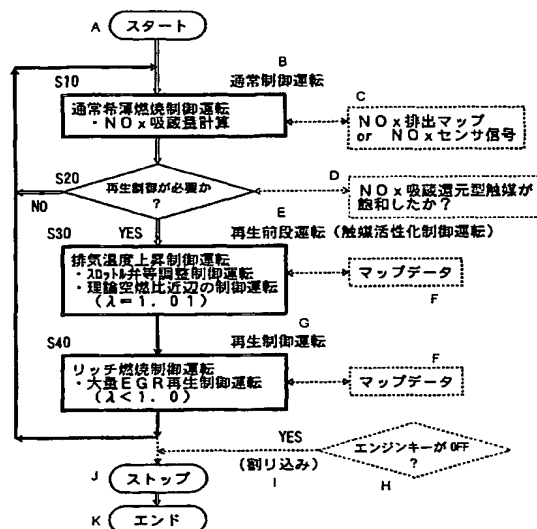 A
スタート
B
S10
通常制御運転
C
通常希薄燃焼制御運転
・NOx吸蔵量計算
NOx排出マップ
or NOxセンサ信号
S20
D
再生制御が必要か
?
NO
NOx吸蔵還元型触媒が
飽和したか?
E
S30
YES
再生前段運転(触媒活性化制御運転)
排気温度上昇制御運転
・スロットル弁等調整制御運転
・理論空燃比近辺の制御運転
(λ=1.01)
マップデータ
F
G
S40
再生制御運転
F
リッチ燃焼制御運転
・大量EGR再生制御運転
(λ<1.0)
マップデータ
YES
エンジンキーがOFF
?
(割り込み)
I
H
J
ストップ
K
エンド